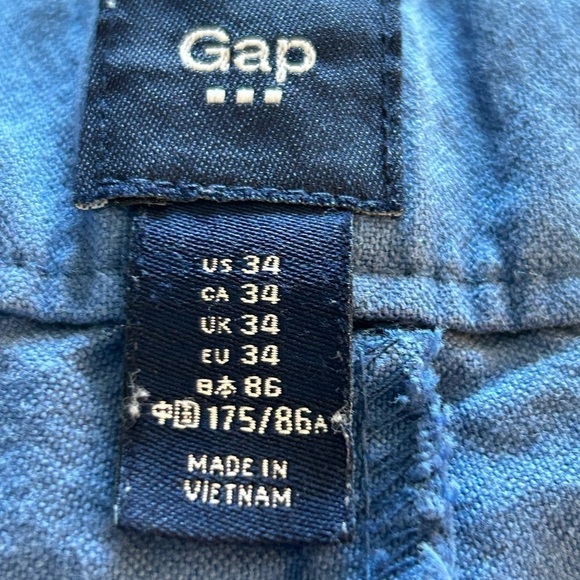 Gap
US 34
CA 34
UK 34
EU 34
日本 86
中国 175/86A
MADE IN
VIETNAM